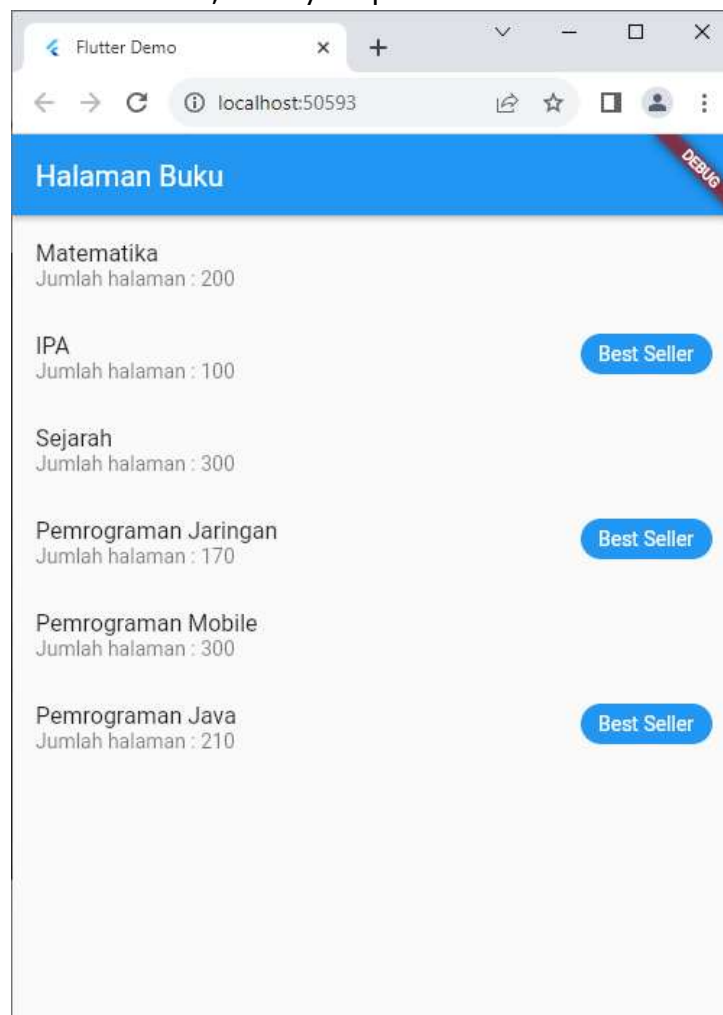 Flutter Demo
localhost:50593
Halaman Buku
DEBUG
Matematika
Jumlah halaman : 200
IPA
Jumlah halaman : 100
Best Seller
Sejarah
Jumlah halaman : 300
Pemrograman Jaringan
Jumlah halaman : 170
Best Seller
Pemrograman Mobile
Jumlah halaman : 300
Pemrograman Java
Jumlah halaman : 210
Best Seller